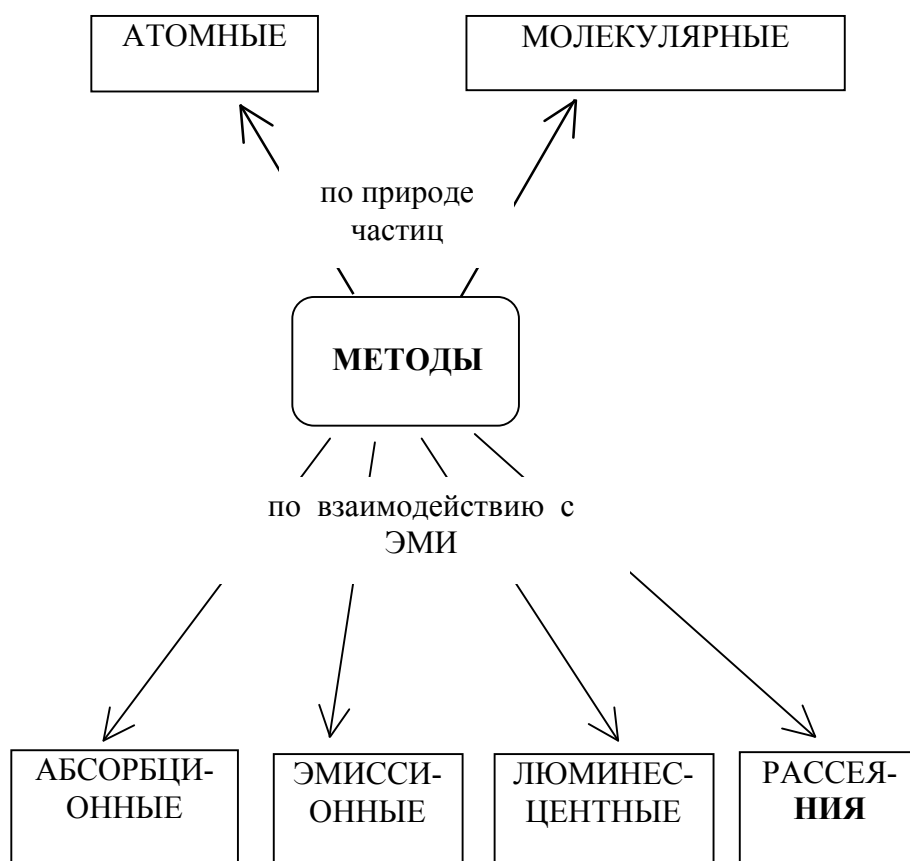 АТОМНЫЕ
МОЛЕКУЛЯРНЫЕ
по природе
частиц
МЕТОДЫ
по взаимодействию с
ЭМИ
АБСОРБЦИ-
ОННЫЕ
ЭМИССИ-
ОННЫЕ
ЛЮМИНЕС-
ЦЕНТНЫЕ
РАССЕЯ-
НИЯ